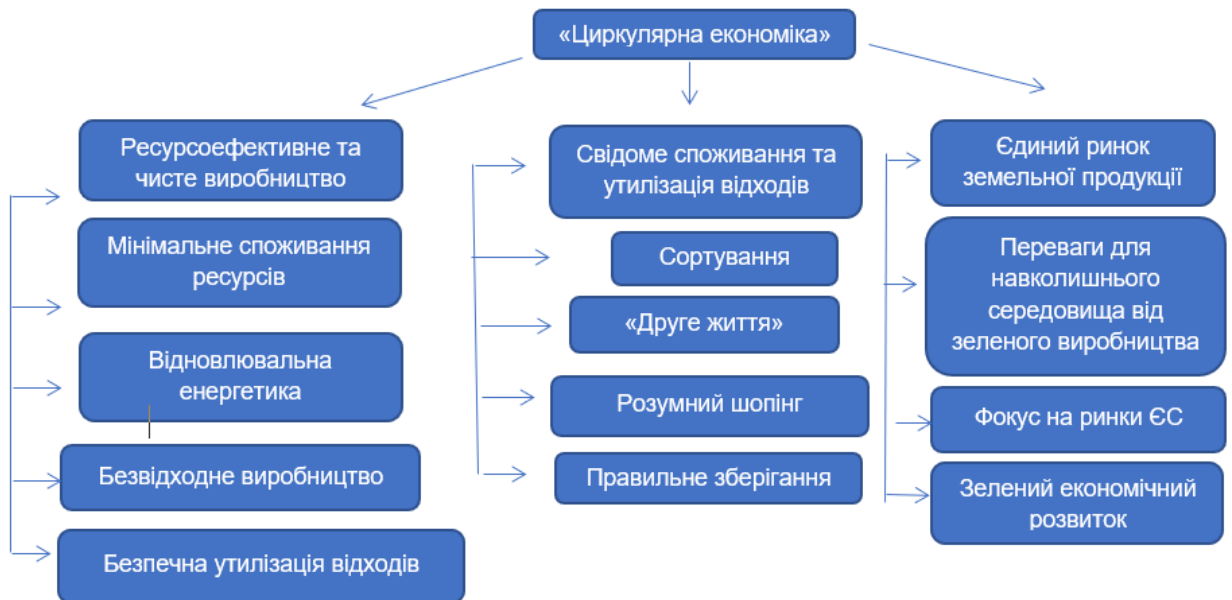 «Циркулярна економіка»
Ресурсоефективне та
чисте виробництво
Мінімальне споживання
ресурсів
Відновлювальна
енергетика
Безвідходне виробництво
Безпечна утилізація відходів
Свідоме споживання та
утилізація відходів
Сортування
«Друге життя»
Розумний шопінг
Правильне зберігання
Єдиний ринок
земельної продукції
Переваги для
навколишнього
середовища від
зеленого виробництва
Фокус на ринки ЄС
Зелений економічний
розвиток